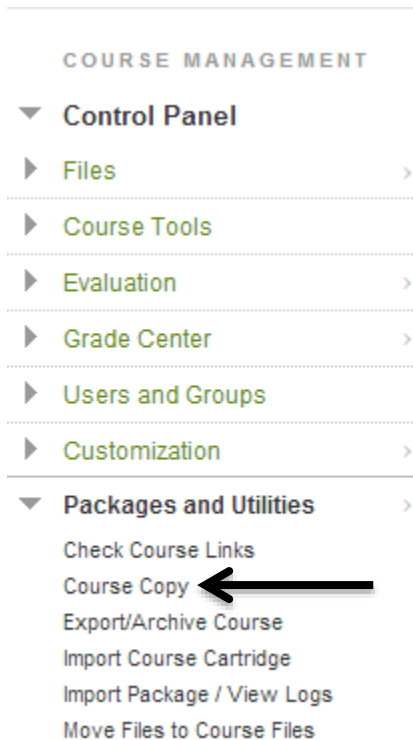 COURSE MANAGEMENT
Control Panel
Files
Course Tools
Evaluation
Grade Center
Users and Groups
Customization
Packages and Utilities
Check Course Links
Course Copy
Export/Archive Course
Import Course Cartridge
Import Package / View Logs
Move Files to Course Files